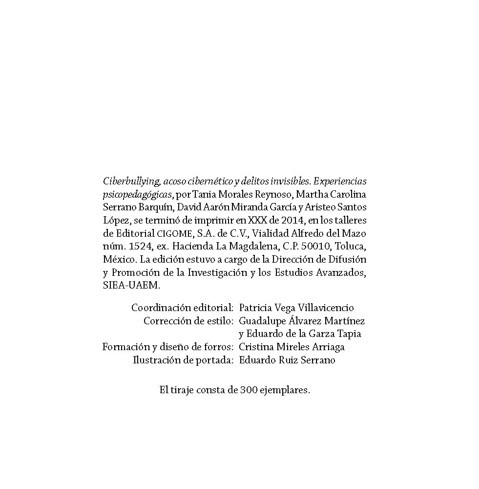 Ciberbullying, acoso cibernético y delitos invisibles. Experiencias
psicopedagógicas, por Tania Morales Reynoso, Martha Carolina
Serrano Barquín, David Aarón Miranda García y Aristeo Santos
López, se terminó de imprimir en XXX de 2014, en los talleres
de Editorial CIGOME, S.A. de C.V., Vialidad Alfredo del Mazo
núm. 1524, ex. Hacienda La Magdalena, C.P. 50010, Toluca,
México. La edición estuvo a cargo de la Dirección de Difusión
y Promoción de la Investigación y los Estudios Avanzados,
SIEA-UAEM.
Coordinación editorial: Patricia Vega Villavicencio
Corrección de estilo: Guadalupe Álvarez Martínez
y Eduardo de la Garza Tapia
Formación y diseño de forros: Cristina Mireles Arriaga
Ilustración de portada: Eduardo Ruiz Serrano
El tiraje consta de 300 ejemplares.